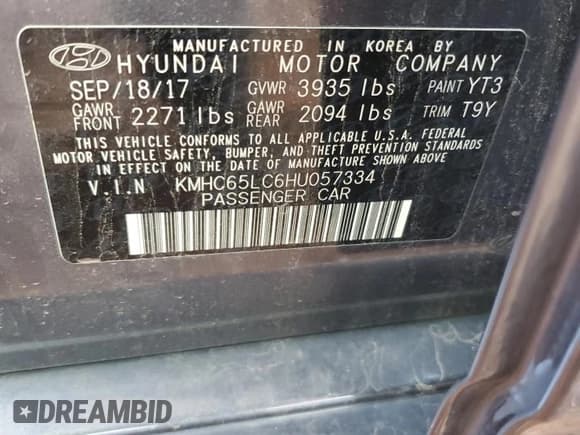 MANUFACTURED IN KOREA BY
HYUNDAI MOTOR COMPANY
SEP/18/17 GVWR 3935 lbs PAINT YT3
GAWR FRONT 2271 lbs GAWR REAR 2094 lbs TRIM T9Y
THIS VEHICLE CONFORMS TO ALL APPLICABLE U.S.A. FEDERAL
MOTOR VEHICLE SAFETY, BUMPER, AND THEFT PREVENTION STANDARDS
IN EFFECT ON THE DATE OF MANUFACTURE SHOWN ABOVE
V.I.N KMHC65LC6HU057334
PASSENGER CAR
DREAMBID